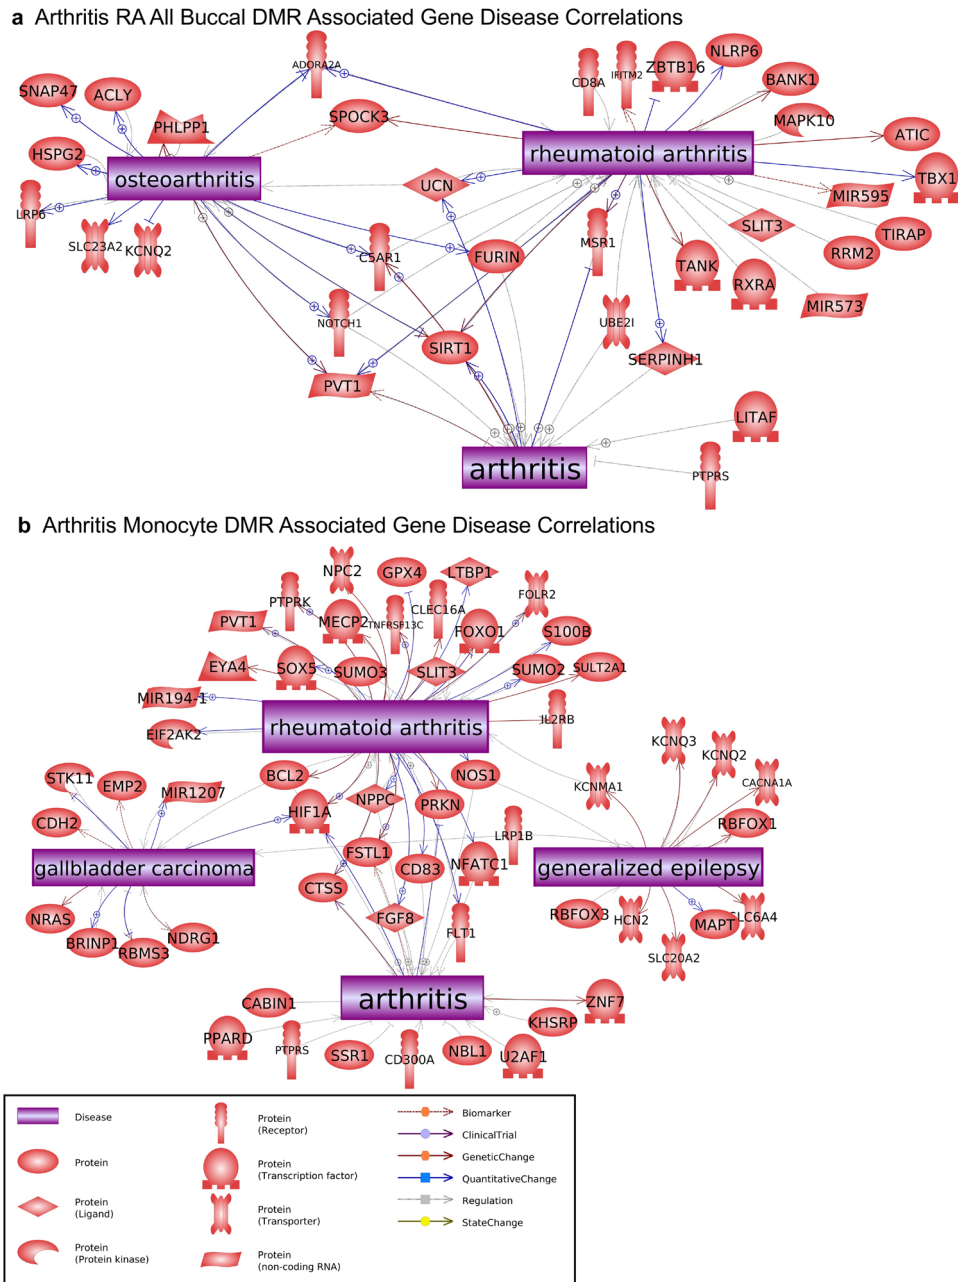 a Arthritis RA All Buccal DMR Associated Gene Disease Correlations
ADORA2A
CD8A
IFITM2
ZBTB16
NLRP6
SNAP47
ACLY
BANK1
PHLPP1
SPOCK3
MAPK10
ATIC
HSPG2
osteoarthritis
rheumatoid arthritis
UCN
TBX1
MIR595
LRP6
SLC23A2
KCNQ2
C5AR1
FURIN
MSR1
SLIT3
TIRAP
RRM2
TANK
RXRA
MIR573
NOTCH1
UBE2I
SIRT1
SERPINH1
PVT1
LITAF
arthritis
PTPRS
b Arthritis Monocyte DMR Associated Gene Disease Correlations
NPC2
GPX4
LTBP1
PTPRK
CLEC16A
FOLR2
PVT1
MECP2
TNFRSF13C
FOXO1
S100B
EYA4
SOX5
SUMO3
SLIT3
SUMO2
SULT2A1
MIR194-1
EIF2AK2
rheumatoid arthritis
IL2RB
KCNQ3
KCNQ2
STK11
EMP2
MIR1207
BCL2
NOS1
KCNMA1
CACNA1A
CDH2
HIF1A
NPPC
PRKN
LRP1B
RBFOX1
gallbladder carcinoma
FSTL1
CD83
NFATC1
generalized epilepsy
CTSS
NRAS
BRINP1
RBMS3
NDRG1
FGF8
FLT1
RBFOX3
HCN2
MAPT
SLC6A4
SLC20A2
arthritis
CABIN1
ZNF7
PPARD
PTPRS
SSR1
CD300A
NBL1
U2AF1
KHSRP
Disease
Protein
(Receptor)
Biomarker
ClinicalTrial
Protein
Protein
(Transcription factor)
GeneticChange
QuantitativeChange
Protein
(Ligand)
Protein
(Transporter)
Regulation
StateChange
Protein
(Protein kinase)
Protein
(non-coding RNA)